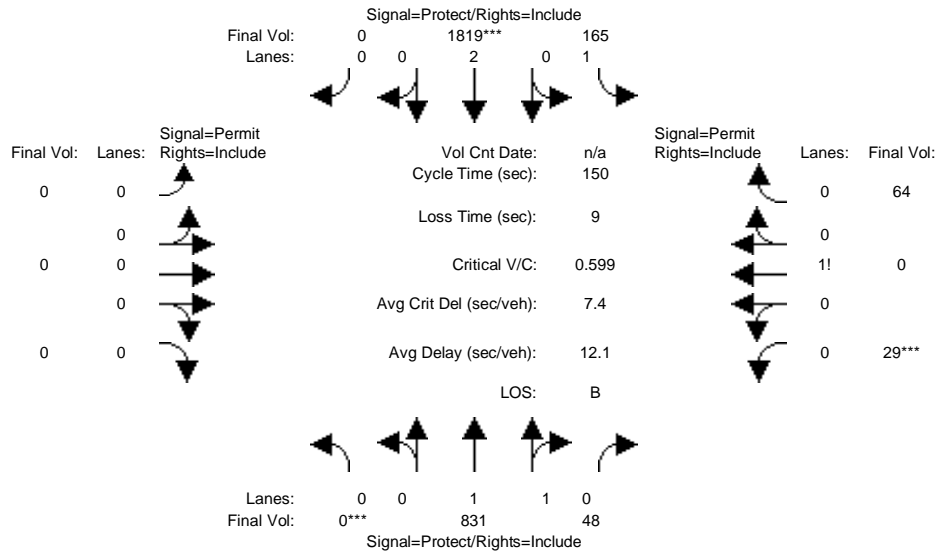 Signal=Protect/Rights=Include
Final Vol: 0 1819*** 165
Lanes: 0 0 2 0 1
Signal=Permit
Final Vol: Lanes: Rights=Include
Vol Cnt Date: n/a
Signal=Permit
Rights=Include Lanes: Final Vol:
Cycle Time (sec): 150
0 0
0 64
Loss Time (sec): 9
0
0
0 0
Critical V/C: 0.599
1! 0
0
Avg Crit Del (sec/veh): 7.4
0
0 0
Avg Delay (sec/veh): 12.1
0 29***
LOS: B
Lanes: 0 0 1 1 0
Final Vol: 0*** 831 48
Signal=Protect/Rights=Include